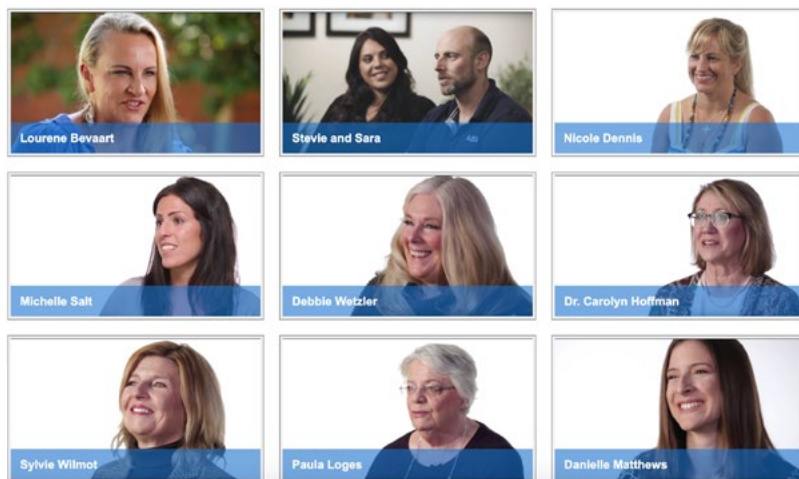 Lourene Bevaart
Stevie and Sara
Nicole Dennis
Michelle Salt
Debbie Wetzler
Dr. Carolyn Hoffman
Sylvie Wilmot
Paula Loges
Danielle Matthews